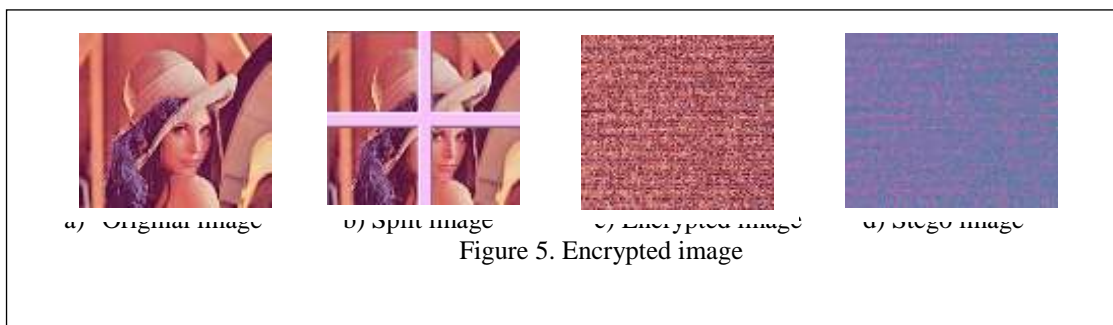 a) Original image b) Split image c) Encrypted image d) Stego image
Figure 5. Encrypted image